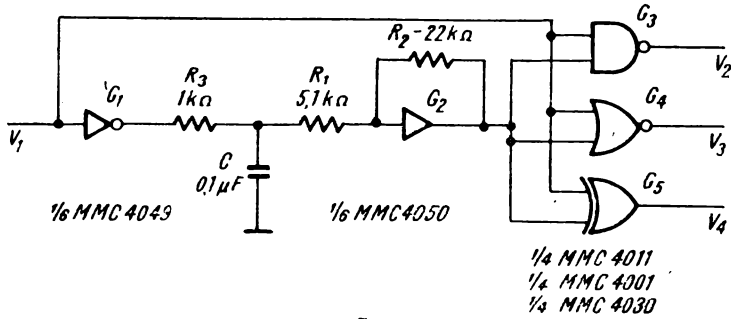 G₃
R₂-22kΩ
V₂
G₁
R₃
1kΩ
R₁
5,1kΩ
G₂
G₄
V₁
V₃
C
0,1μF
G₅
1/6 MMC 4049
1/6 MMC 4050
V₄
1/4 MMC 4011
1/4 MMC 4001
1/4 MMC 4030